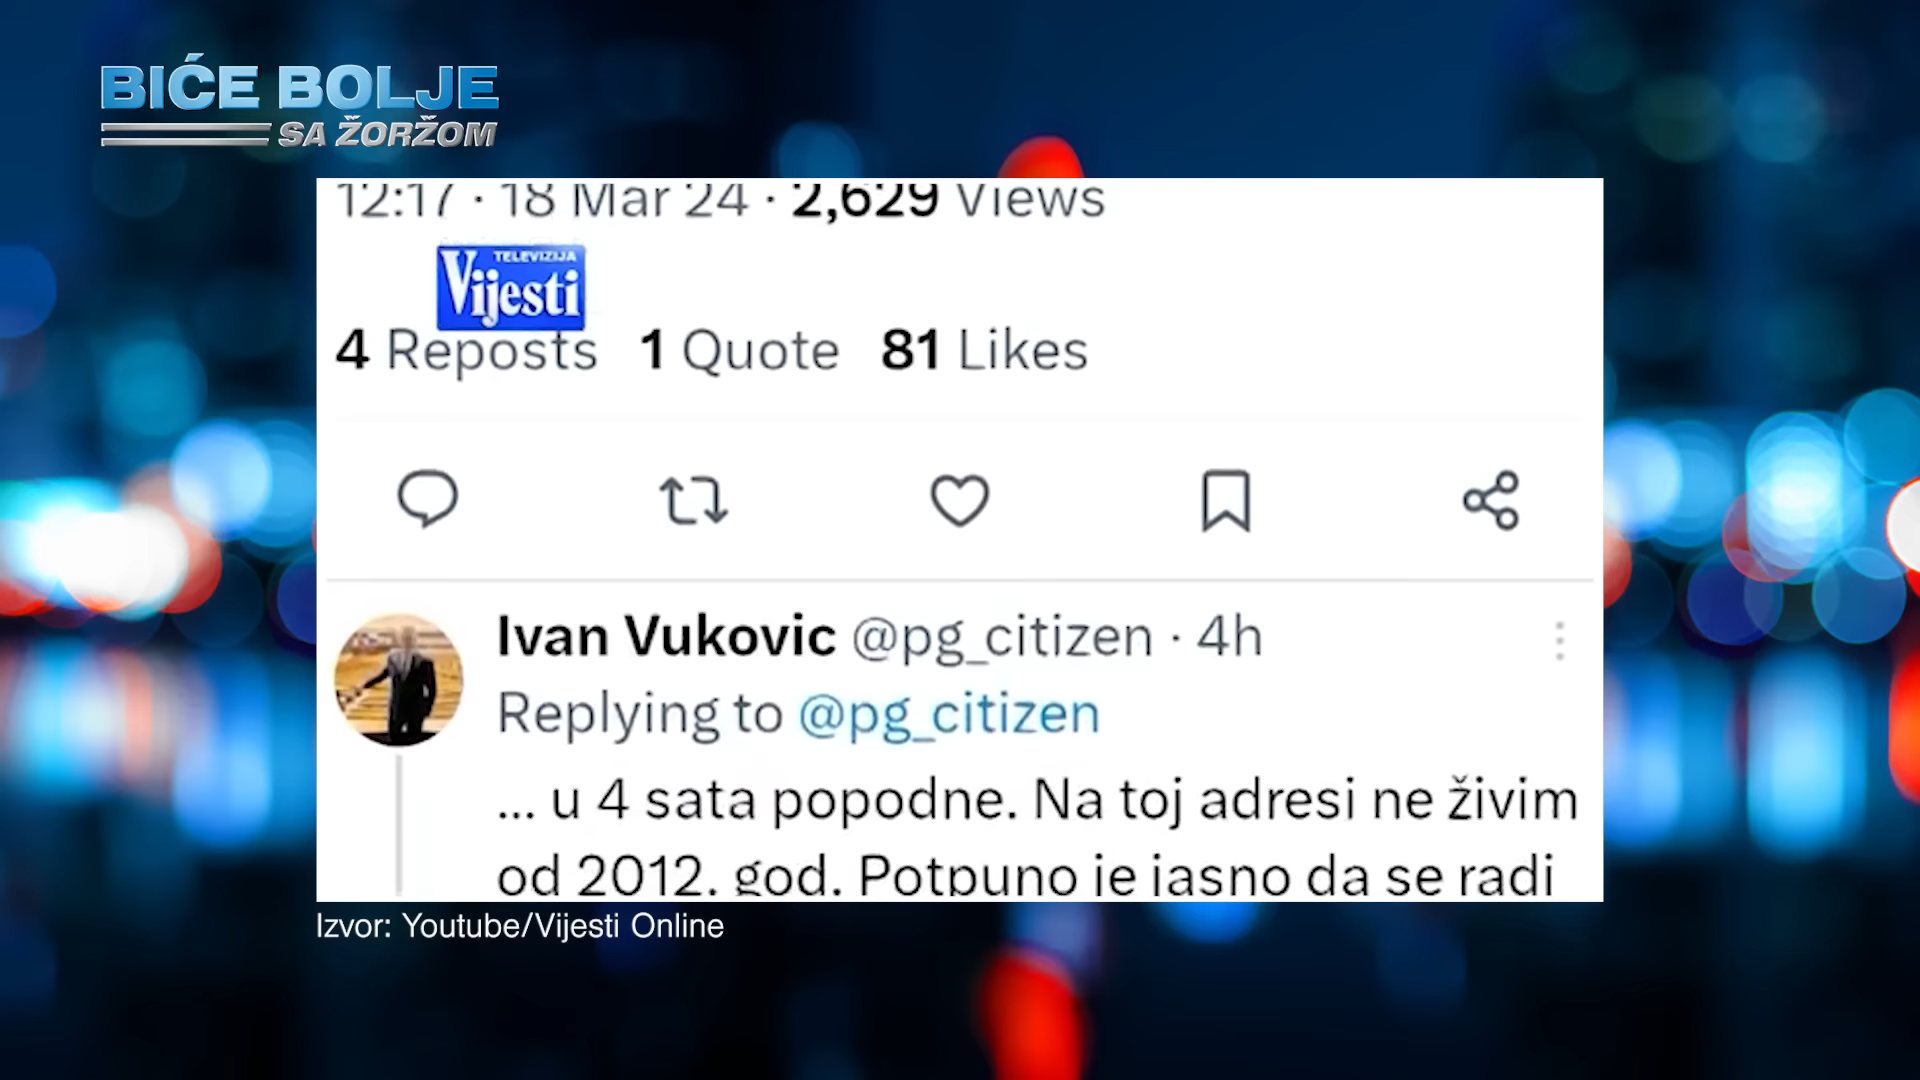 BIĆE BOLJE
SA ŽORŽOM
12:17 · 18 Mar 24 · 2,629 Views
TELEVIZIJA
Vijesti
4 Reposts 1 Quote 81 Likes
Ivan Vukovic @pg_citizen · 4h
Replying to @pg_citizen
... u 4 sata popodne. Na toj adresi ne živim
od 2012. god. Potpuno je jasno da se radi
Izvor: Youtube/Vijesti Online